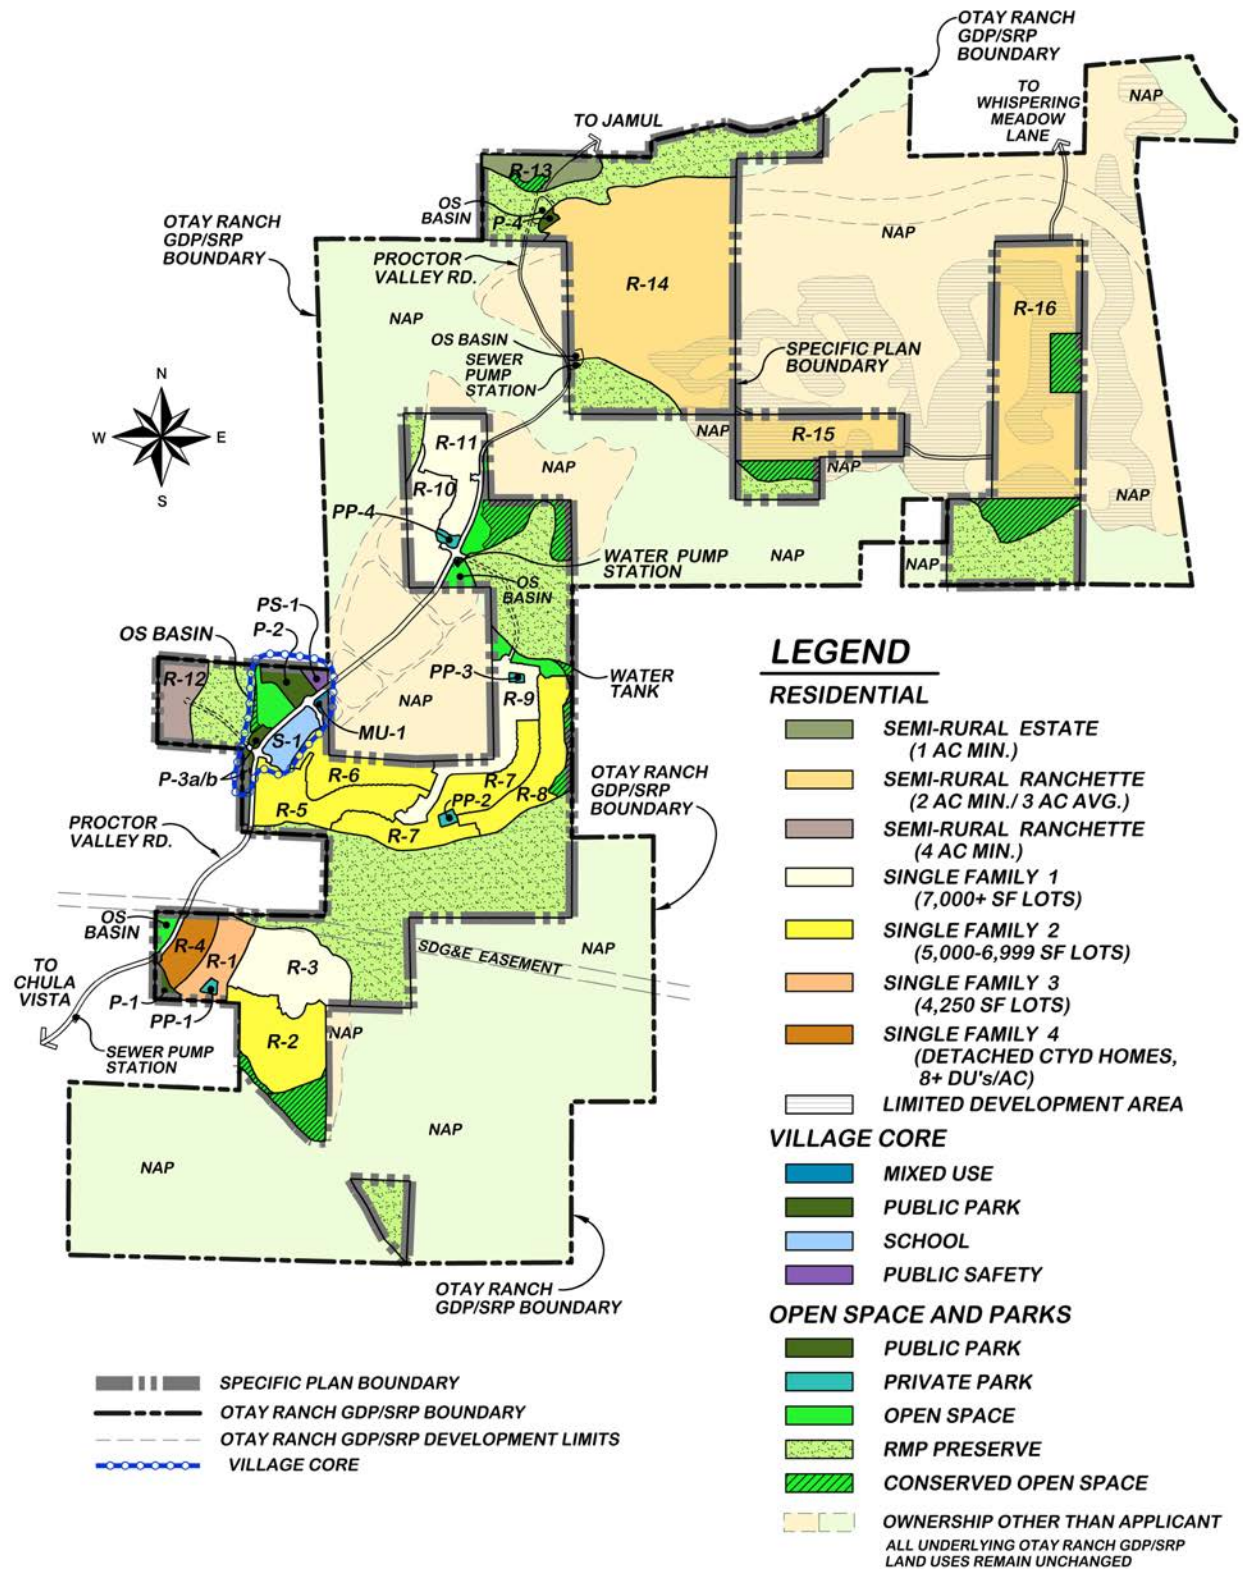 OTAY RANCH
GDP/SRP
BOUNDARY
TO
WHISPERING
MEADOW
LANE
NAP
TO JAMUL
R-13
OS
BASIN
P-4
OTAY RANCH
GDP/SRP
BOUNDARY
PROCTOR
VALLEY RD.
NAP
R-14
R-16
NAP
OS BASIN
SEWER
PUMP
STATION
SPECIFIC PLAN
BOUNDARY
N
W
E
S
R-11
NAP
R-15
NAP
NAP
R-10
NAP
PP-4
WATER PUMP
STATION
NAP
NAP
OS
BASIN
PS-1
P-2
OS BASIN
R-12
PP-3
R-9
WATER
TANK
NAP
MU-1
S-1
P-3a/b
R-6
R-7
R-8
PP-2
R-5
R-7
OTAY RANCH
GDP/SRP
BOUNDARY
PROCTOR
VALLEY RD.
OS
BASIN
R-4
R-1
R-3
SDG&E EASEMENT
NAP
TO
CHULA
VISTA
P-1
PP-1
SEWER PUMP
STATION
R-2
NAP
NAP
NAP
OTAY RANCH
GDP/SRP BOUNDARY
SPECIFIC PLAN BOUNDARY
OTAY RANCH GDP/SRP BOUNDARY
OTAY RANCH GDP/SRP DEVELOPMENT LIMITS
VILLAGE CORE
LEGEND
RESIDENTIAL
SEMI-RURAL ESTATE
(1 AC MIN.)
SEMI-RURAL RANCHETTE
(2 AC MIN./ 3 AC AVG.)
SEMI-RURAL RANCHETTE
(4 AC MIN.)
SINGLE FAMILY 1
(7,000+ SF LOTS)
SINGLE FAMILY 2
(5,000-6,999 SF LOTS)
SINGLE FAMILY 3
(4,250 SF LOTS)
SINGLE FAMILY 4
(DETACHED CTYD HOMES,
8+ DU's/AC)
LIMITED DEVELOPMENT AREA
VILLAGE CORE
MIXED USE
PUBLIC PARK
SCHOOL
PUBLIC SAFETY
OPEN SPACE AND PARKS
PUBLIC PARK
PRIVATE PARK
OPEN SPACE
RMP PRESERVE
CONSERVED OPEN SPACE
OWNERSHIP OTHER THAN APPLICANT
ALL UNDERLYING OTAY RANCH GDP/SRP
LAND USES REMAIN UNCHANGED